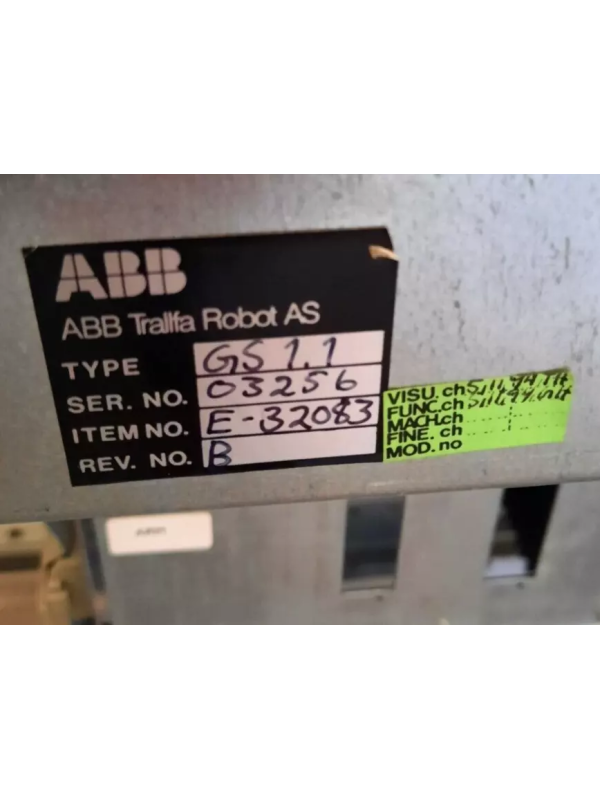 ABB
ABB Trallfa Robot AS
TYPE GS 1.1
SER. NO. 03256
ITEM NO. E-32083
REV. NO. B
VISU. ch
FUNC. ch
MACH. ch
FINE. ch
MOD. no